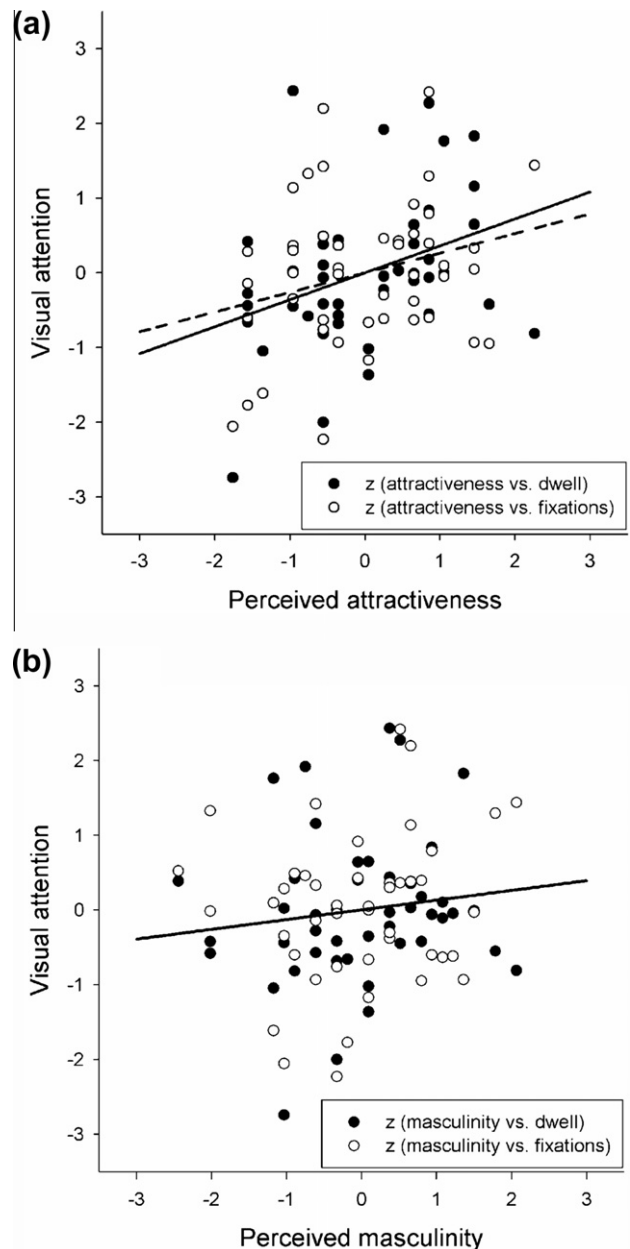 (a)
3
2
1
0
-1
-2
-3
Visual attention
z (attractiveness vs. dwell)
z (attractiveness vs. fixations)
-3 -2 -1 0 1 2 3
Perceived attractiveness
(b)
3
2
1
0
-1
-2
-3
Visual attention
z (masculinity vs. dwell)
z (masculinity vs. fixations)
-3 -2 -1 0 1 2 3
Perceived masculinity